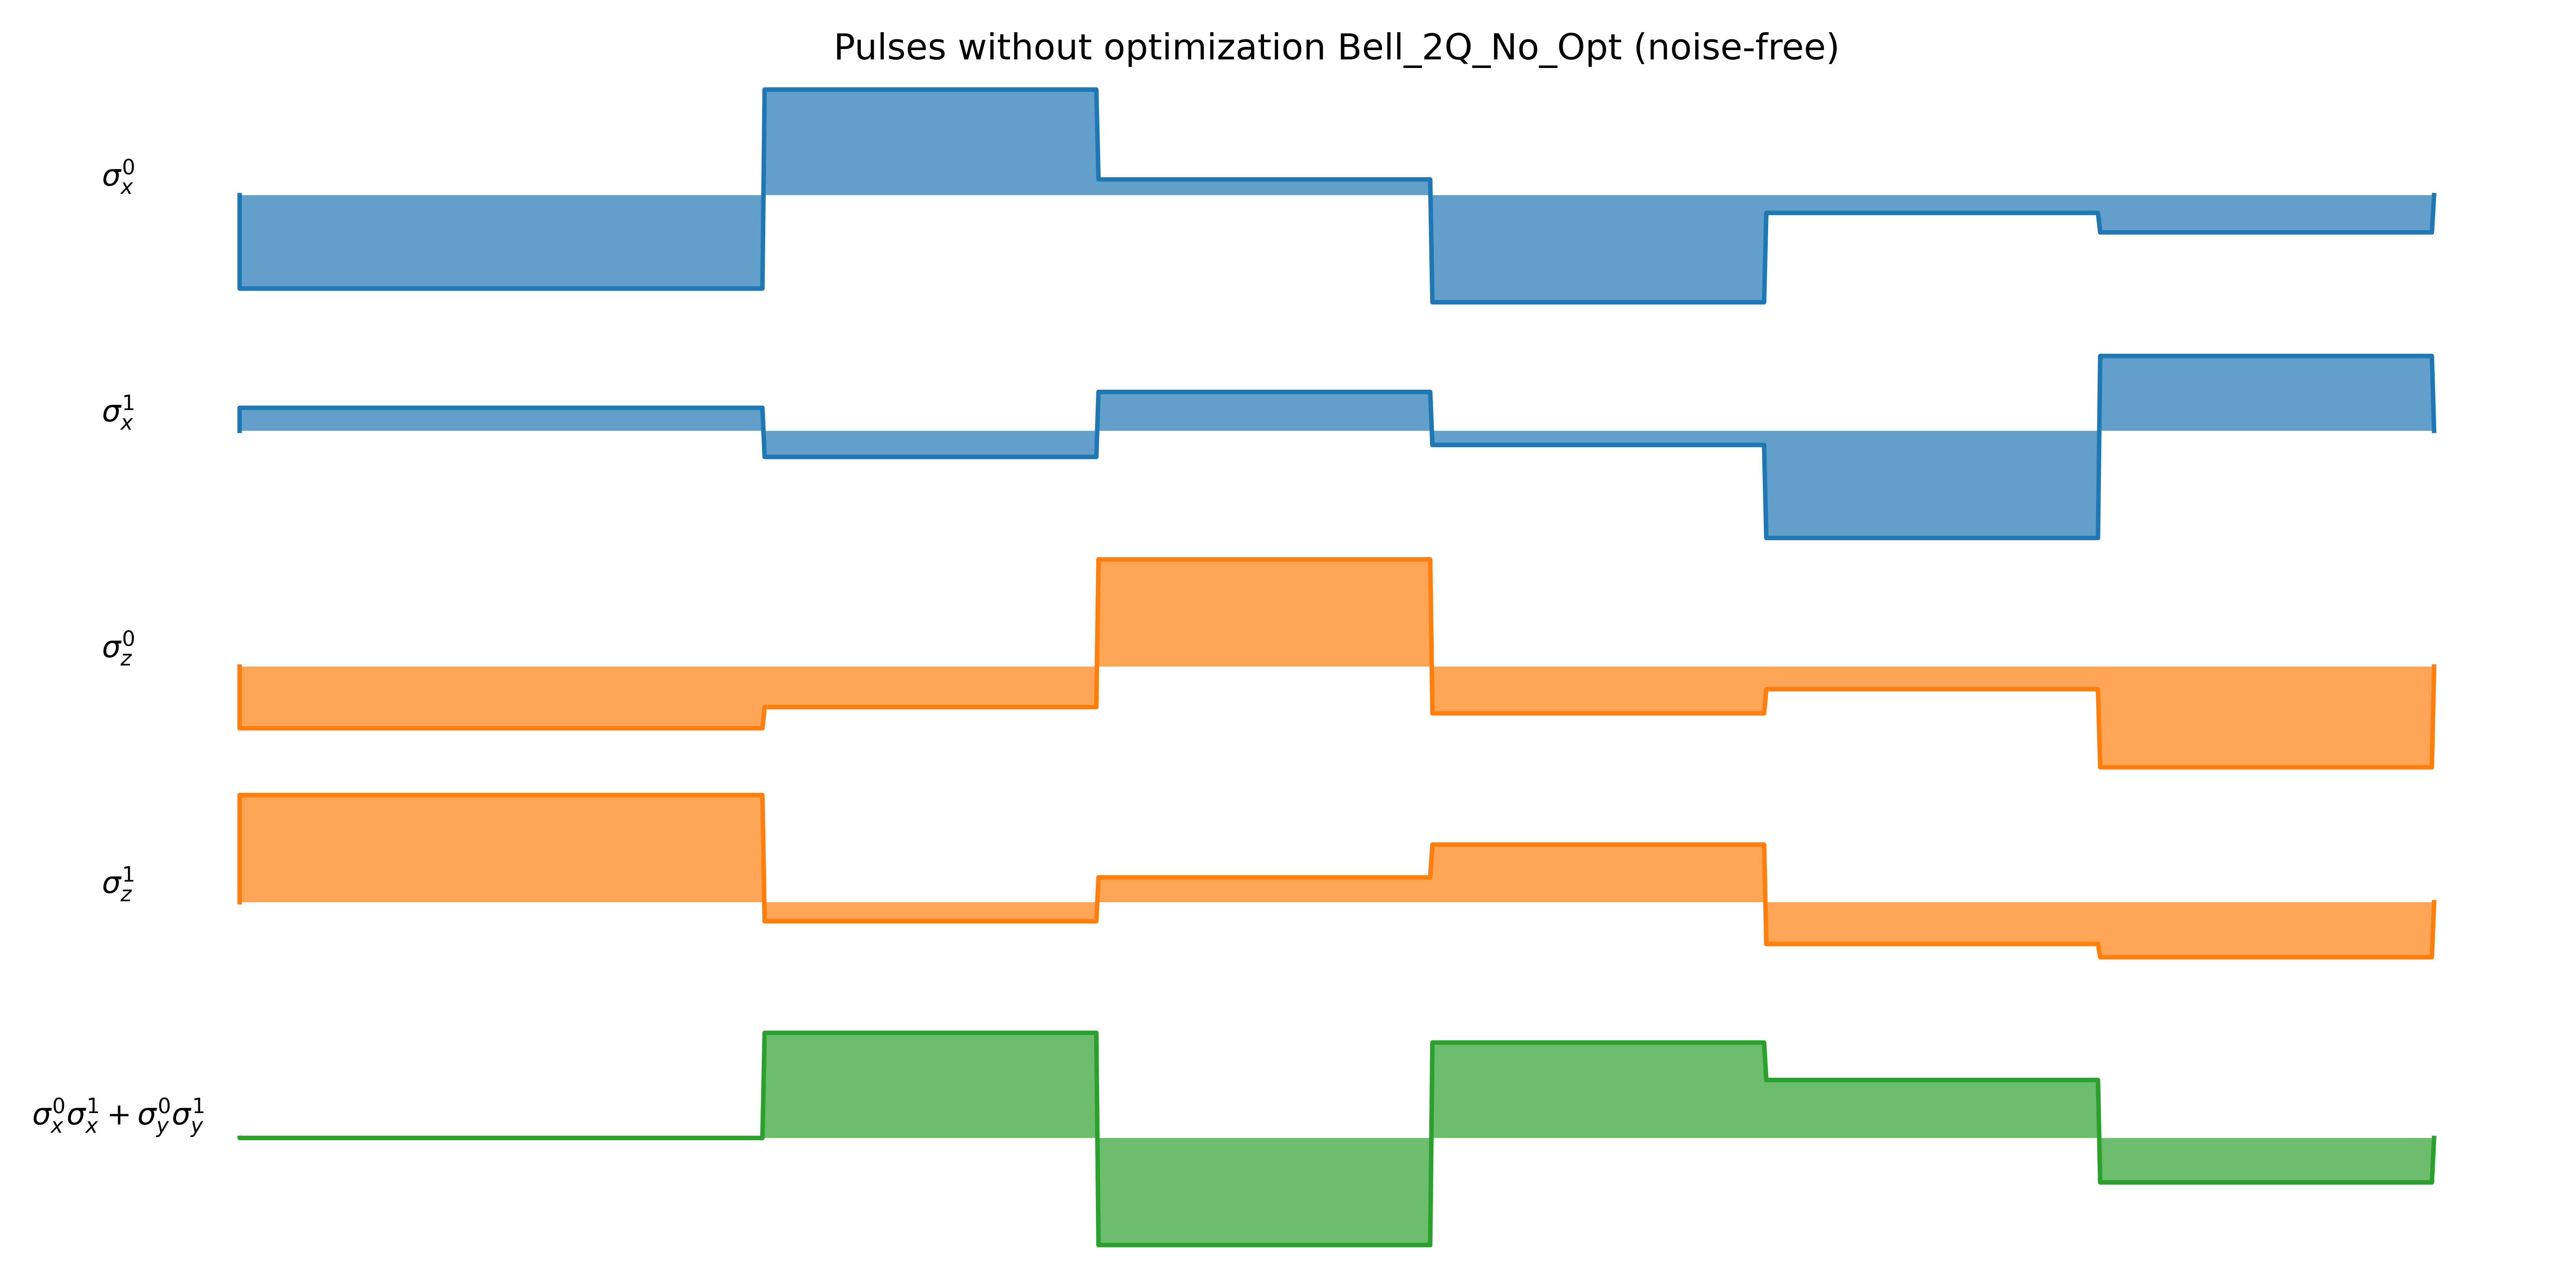 Pulses without optimization Bell_2Q_No_Opt (noise-free)
σ_x^0
σ_x^1
σ_z^0
σ_z^1
σ_x^0σ_x^1 + σ_y^0σ_y^1